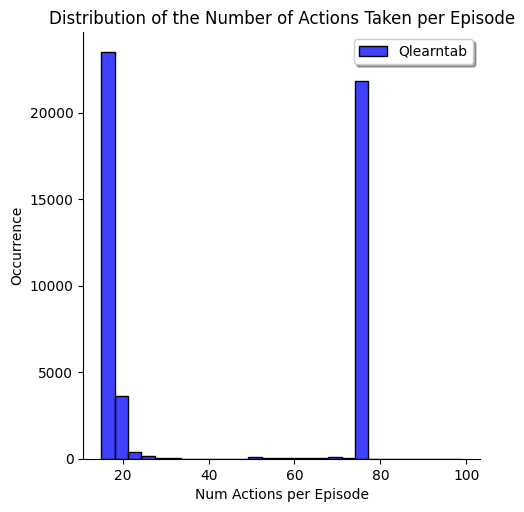 Distribution of the Number of Actions Taken per Episode
Qlearntab
20000
15000
10000
5000
0
Occurrence
20 40 60 80 100
Num Actions per Episode